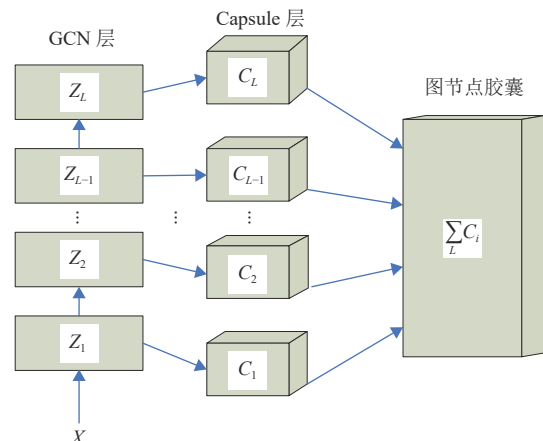 GCN 层
Capsule 层
图节点胶囊
Z_L
C_L
Z_{L-1}
C_{L-1}
⋮ ⋮ ⋮
Z_2
C_2
∑_L C_i
Z_1
C_1
X